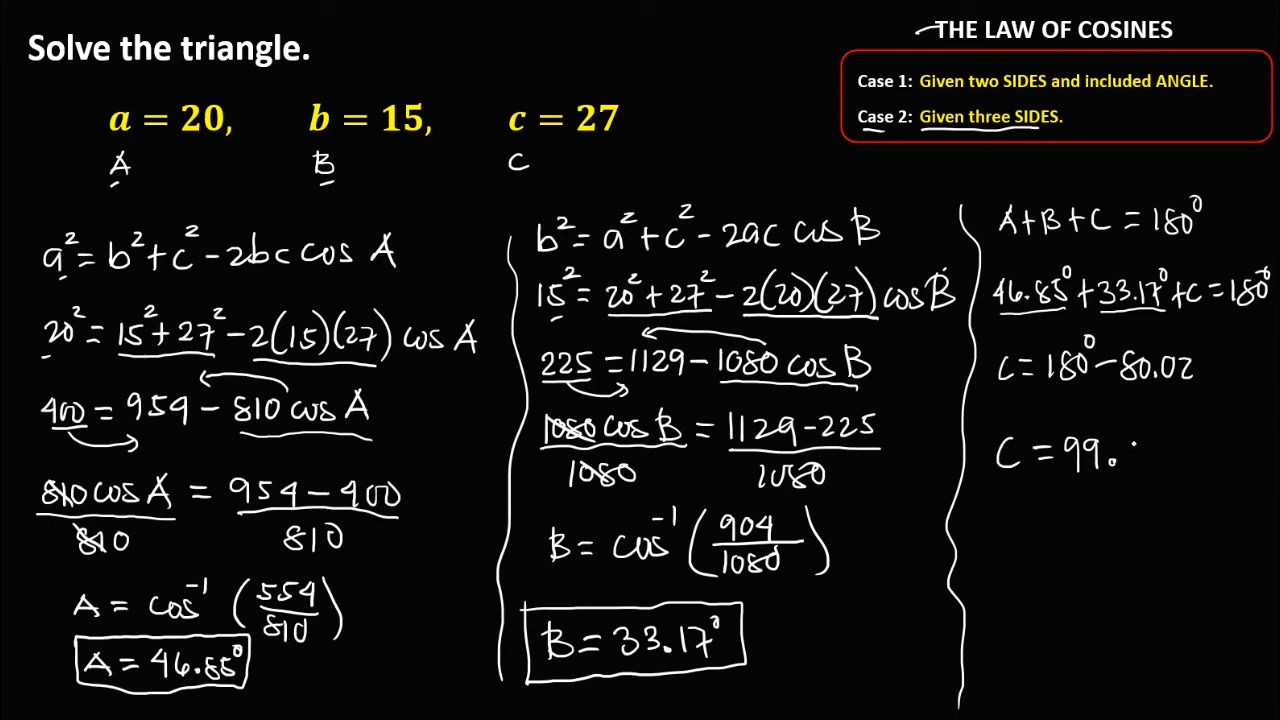 Solve the triangle.
a = 20, b = 15, c = 27
A B C
THE LAW OF COSINES
Case 1: Given two SIDES and included ANGLE.
Case 2: Given three SIDES.
a² = b² + c² - 2bc cos A
20² = 15² + 27² - 2(15)(27) cos A
400 = 954 - 810 cos A
810 cos A / 810 = 954 - 400 / 810
A = cos⁻¹ (554/810)
A = 46.85°
b² = a² + c² - 2ac cos B
15² = 20² + 27² - 2(20)(27) cos B
225 = 1129 - 1080 cos B
1080 cos B / 1080 = 1129 - 225 / 1080
B = cos⁻¹ (904/1080)
B = 33.17°
A + B + C = 180°
46.85° + 33.17° + C = 180°
C = 180° - 80.02
C = 99.